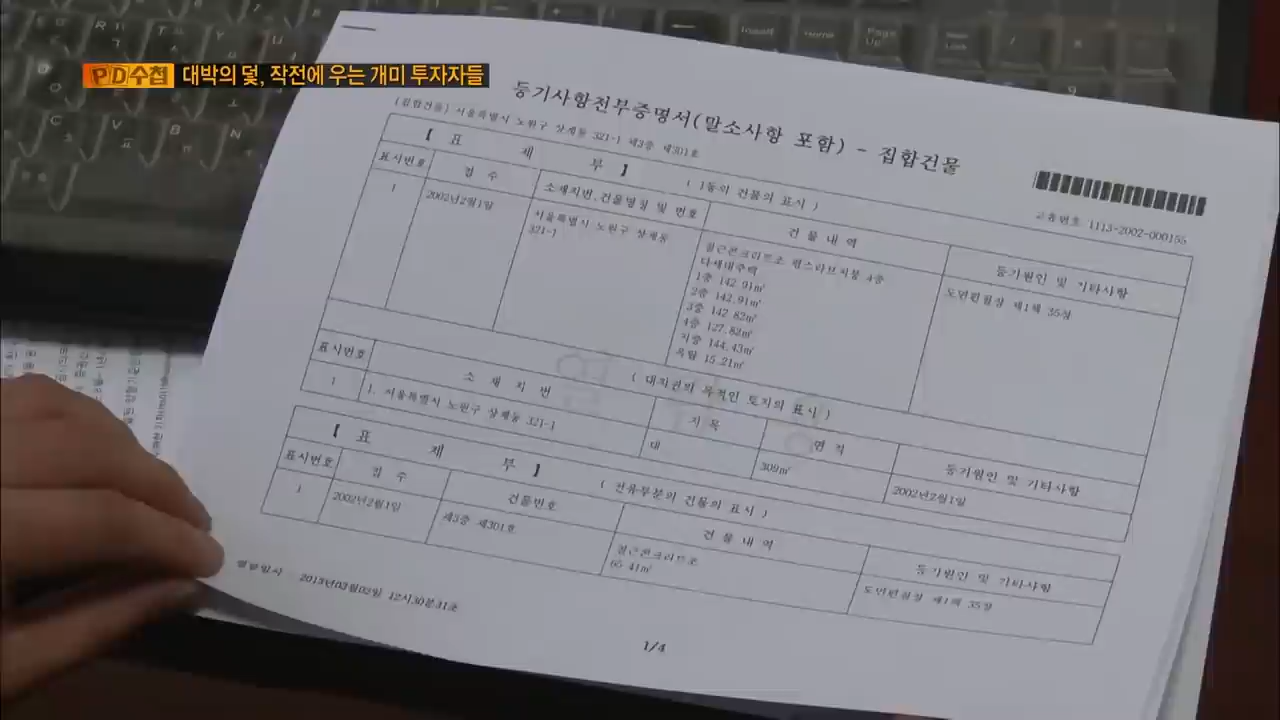 PD수첩 대박의 덫, 작전에 우는 개미 투자자들
등기사항전부증명서(말소사항 포함) - 집합건물
[집합건물] 서울특별시 노원구 상계동 321-1 제3층 제301호
고유번호 1113-2002-000155
【 표 제 부 】 ( 1동의 건물의 표시 )
표시번호 접 수 소재지번,건물명칭 및 번호 건 물 내 역 등기원인 및 기타사항
1 2002년2월1일 서울특별시 노원구 상계동 321-1 철근콘크리트조 평스라브지붕 4층 도면편철장 제1책 35장
다세대주택
1층 142.91㎡
2층 142.91㎡
3층 142.82㎡
4층 127.82㎡
지층 144.43㎡
옥탑 15.21㎡
( 대지권의 목적인 토지의 표시 )
표시번호 소 재 지 번 지 목 면 적 등기원인 및 기타사항
1 1. 서울특별시 노원구 상계동 321-1 대 309㎡ 2002년2월1일
【 표 제 부 】 ( 전유부분의 건물의 표시 )
표시번호 접 수 건물번호 건 물 내 역 등기원인 및 기타사항
1 2002년2월1일 제3층 제301호 철근콘크리트조 도면편철장 제1책 35장
65.41㎡
열람일시 : 2013년03월02일 12시30분31초
1/4
Insert Home Page Up